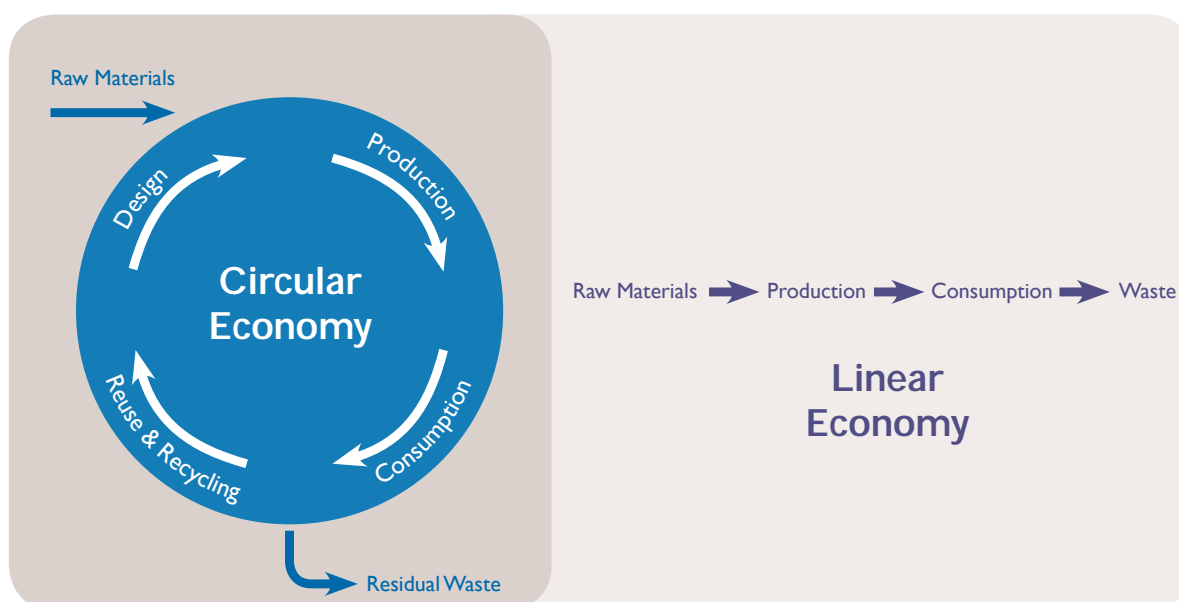 Raw Materials
Design
Production
Circular
Economy
Reuse & Recycling
Consumption
Residual Waste
Raw Materials Production Consumption Waste
Linear
Economy